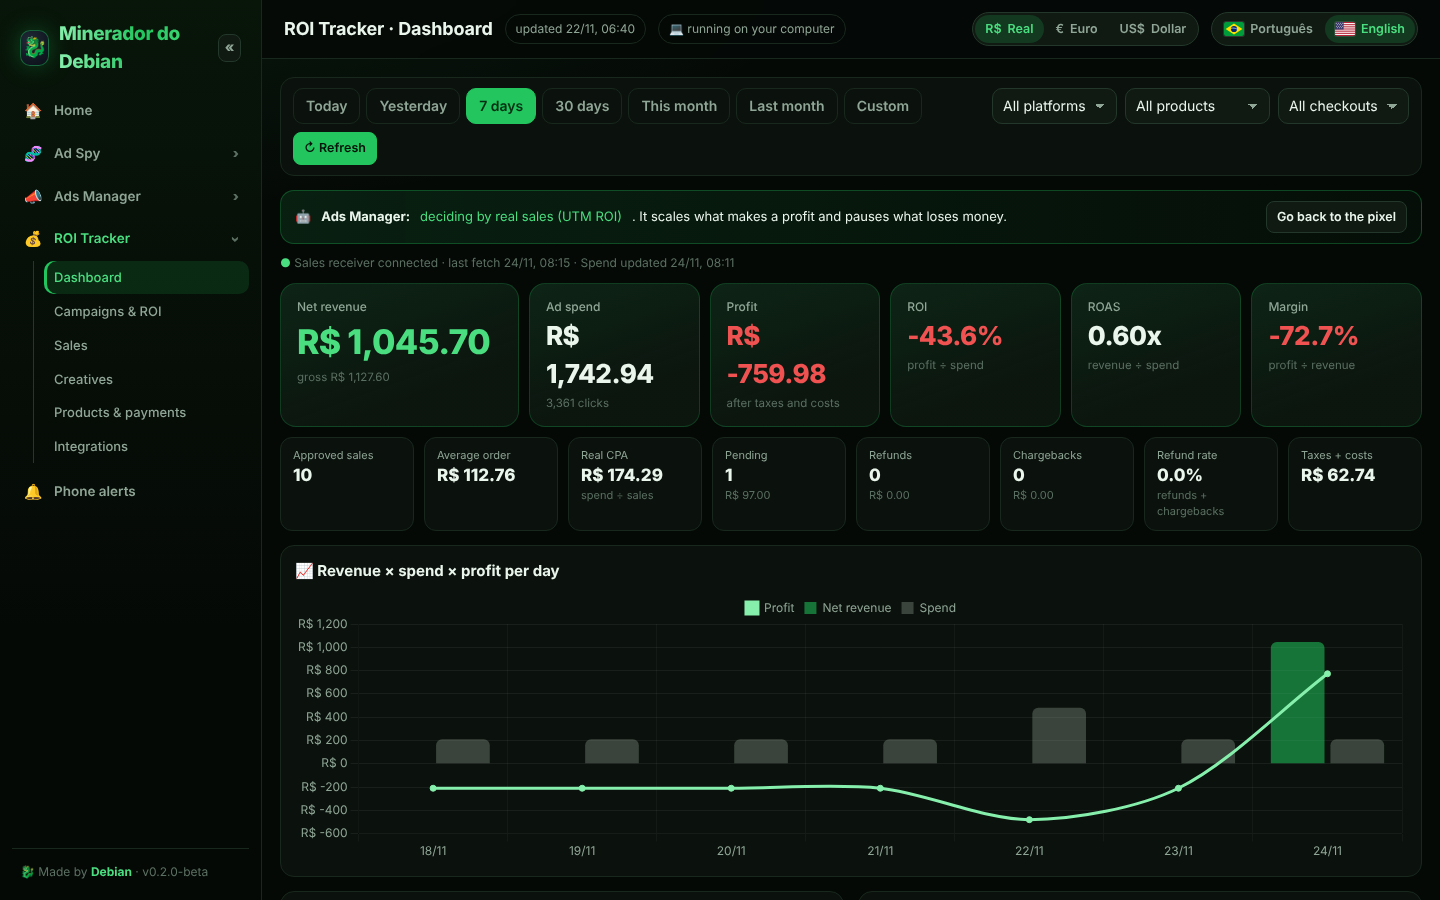 Minerador do
Debian
«
Home
Ad Spy
Ads Manager
ROI Tracker
Dashboard
Campaigns & ROI
Sales
Creatives
Products & payments
Integrations
Phone alerts
Made by Debian · v0.2.0-beta
ROI Tracker · Dashboard
updated 22/11, 06:40
running on your computer
R$ Real
€ Euro
US$ Dollar
Português
English
Today
Yesterday
7 days
30 days
This month
Last month
Custom
All platforms
All products
All checkouts
↻ Refresh
Ads Manager: deciding by real sales (UTM ROI) . It scales what makes a profit and pauses what loses money.
Go back to the pixel
Sales receiver connected · last fetch 24/11, 08:15 · Spend updated 24/11, 08:11
Net revenue
R$ 1,045.70
gross R$ 1,127.60
Ad spend
R$
1,742.94
3,361 clicks
Profit
R$
-759.98
after taxes and costs
ROI
-43.6%
profit ÷ spend
ROAS
0.60x
revenue ÷ spend
Margin
-72.7%
profit ÷ revenue
Approved sales
10
Average order
R$ 112.76
Real CPA
R$ 174.29
spend ÷ sales
Pending
1
R$ 97.00
Refunds
0
R$ 0.00
Chargebacks
0
R$ 0.00
Refund rate
0.0%
refunds +
chargebacks
Taxes + costs
R$ 62.74
Revenue × spend × profit per day
Profit
Net revenue
Spend
R$ 1,200
R$ 1,000
R$ 800
R$ 600
R$ 400
R$ 200
R$ 0
R$ -200
R$ -400
R$ -600
18/11
19/11
20/11
21/11
22/11
23/11
24/11